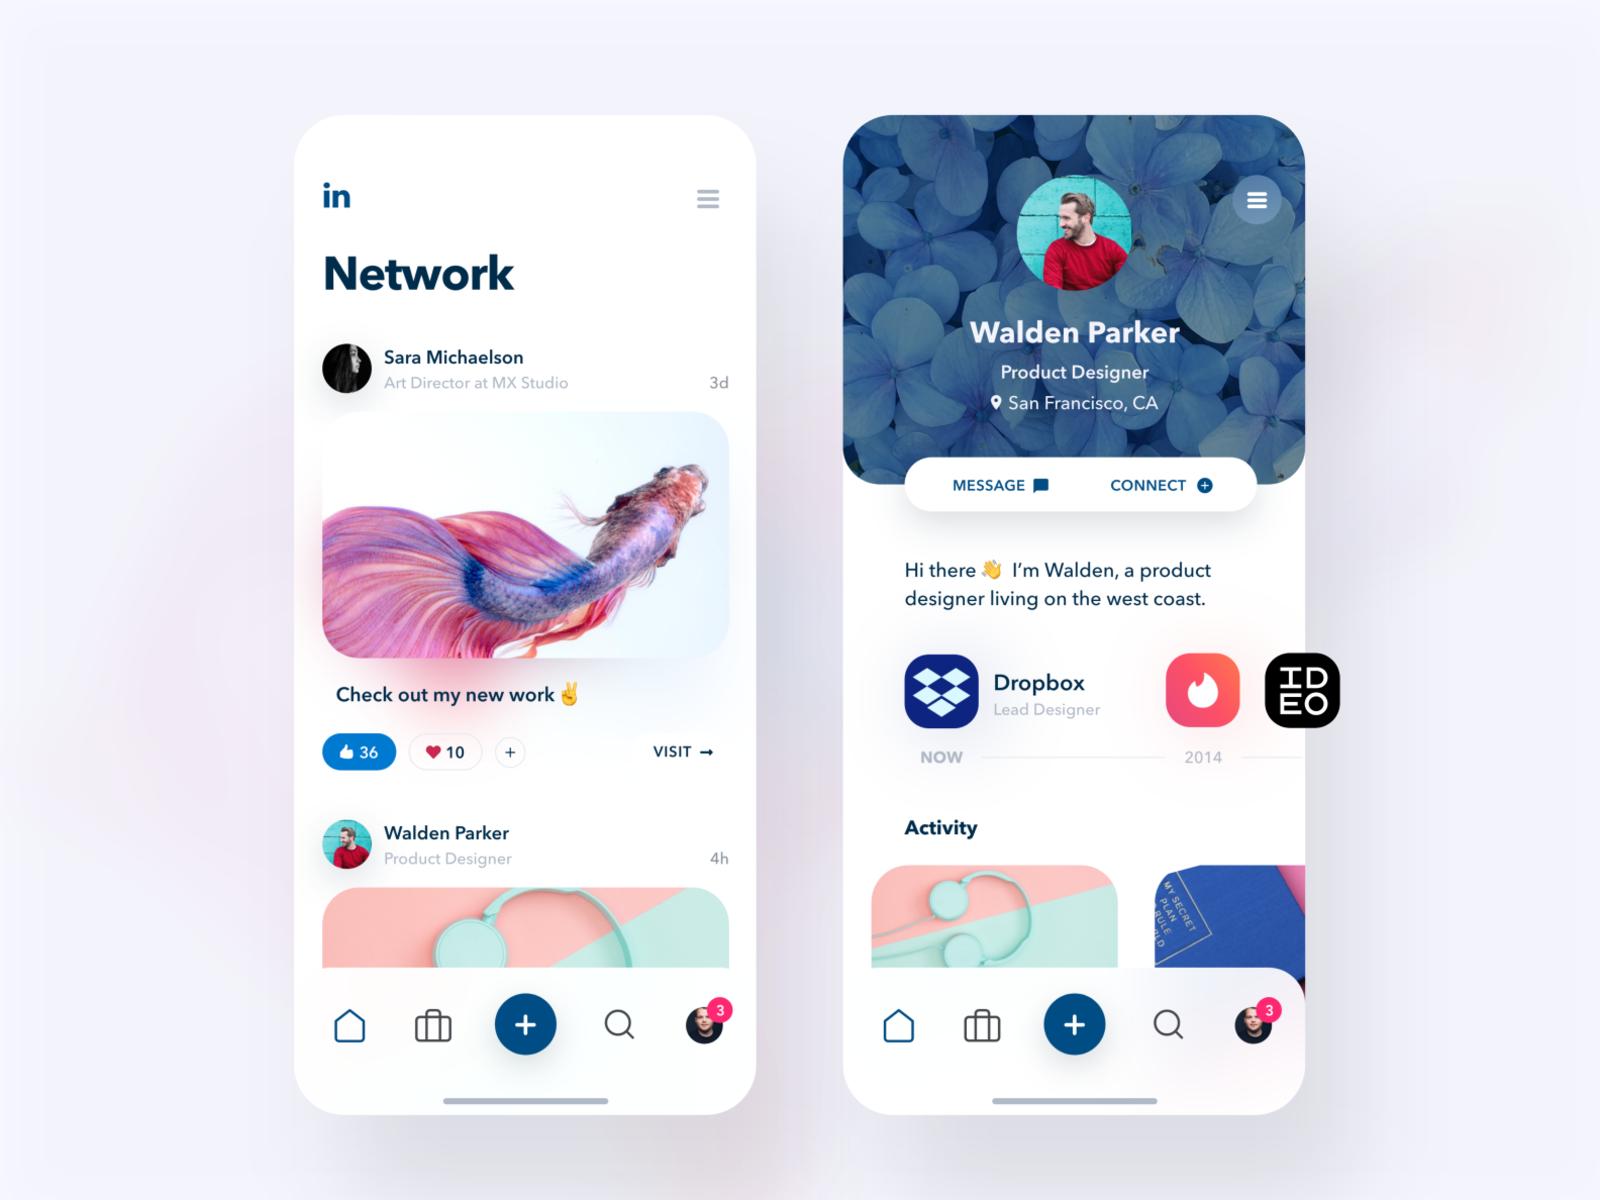 in
Network
Sara Michaelson
Art Director at MX Studio
3d
Check out my new work ✌️
36
10
+
VISIT →
Walden Parker
Product Designer
4h
3
Walden Parker
Product Designer
San Francisco, CA
MESSAGE
CONNECT
Hi there 👋 I’m Walden, a product
designer living on the west coast.
Dropbox
Lead Designer
ID
EO
NOW
2014
Activity
MY SECRET
PLAN
RULE
RLD
3